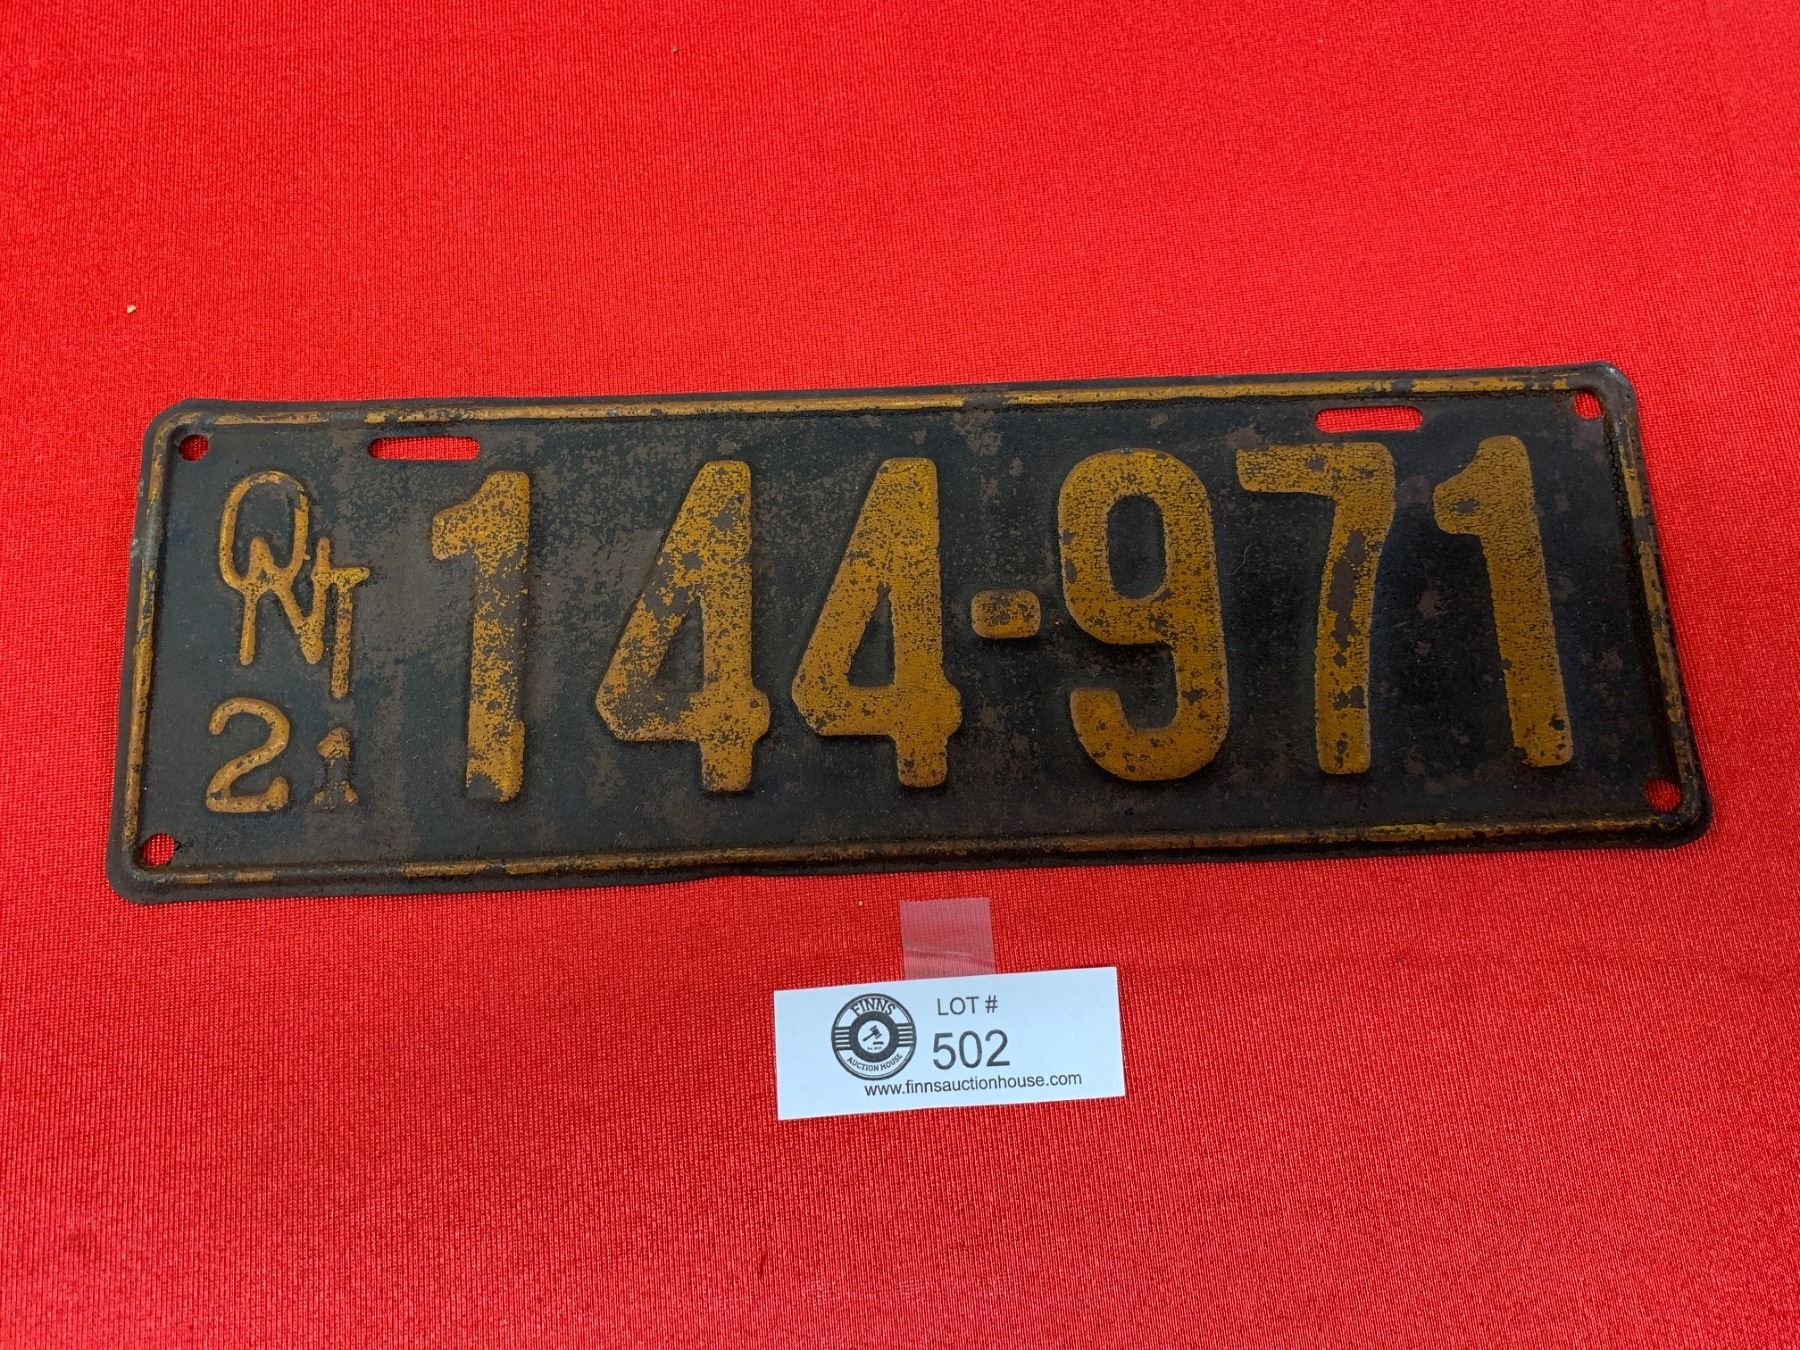 ONT
21
144-971
FINNS
AUCTION HOUSE
LOT #
502
www.finnsauctionhouse.com